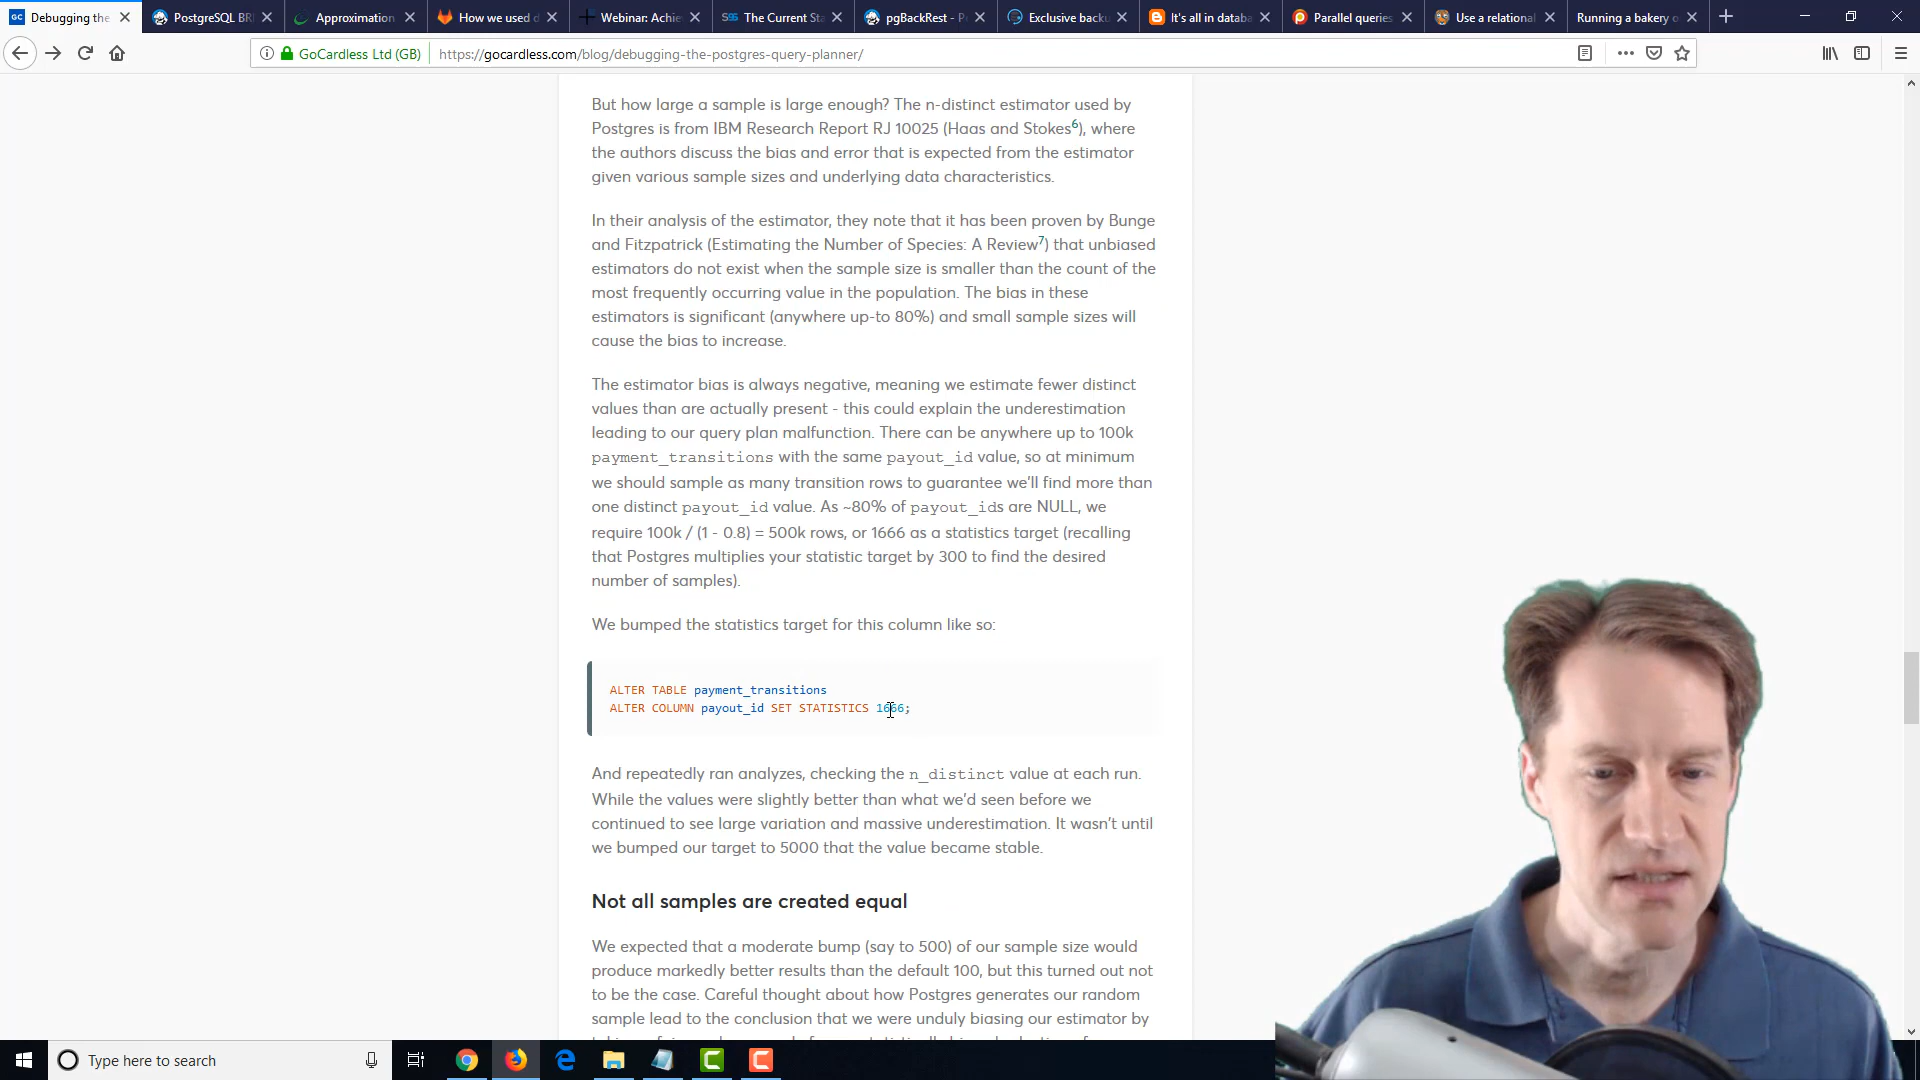 Debugging the
PostgreSQL BR
Approximation
How we used d
Webinar: Achie
The Current Sta
pgBackRest - P
Exclusive backu
It's all in databa
Parallel queries
Use a relational
Running a bakery o
GoCardless Ltd (GB)
https://gocardless.com/blog/debugging-the-postgres-query-planner/
But how large a sample is large enough? The n-distinct estimator used by
Postgres is from IBM Research Report RJ 10025 (Haas and Stokes6), where
the authors discuss the bias and error that is expected from the estimator
given various sample sizes and underlying data characteristics.
In their analysis of the estimator, they note that it has been proven by Bunge
and Fitzpatrick (Estimating the Number of Species: A Review7) that unbiased
estimators do not exist when the sample size is smaller than the count of the
most frequently occurring value in the population. The bias in these
estimators is significant (anywhere up-to 80%) and small sample sizes will
cause the bias to increase.
The estimator bias is always negative, meaning we estimate fewer distinct
values than are actually present - this could explain the underestimation
leading to our query plan malfunction. There can be anywhere up to 100k
payment_transitions with the same payout_id value, so at minimum
we should sample as many transition rows to guarantee we'll find more than
one distinct payout_id value. As ~80% of payout_ids are NULL, we
require 100k / (1 - 0.8) = 500k rows, or 1666 as a statistics target (recalling
that Postgres multiplies your statistic target by 300 to find the desired
number of samples).
We bumped the statistics target for this column like so:
ALTER TABLE payment_transitions
ALTER COLUMN payout_id SET STATISTICS 1666;
And repeatedly ran analyzes, checking the n_distinct value at each run.
While the values were slightly better than what we'd seen before we
continued to see large variation and massive underestimation. It wasn't until
we bumped our target to 5000 that the value became stable.
Not all samples are created equal
We expected that a moderate bump (say to 500) of our sample size would
produce markedly better results than the default 100, but this turned out not
to be the case. Careful thought about how Postgres generates our random
sample lead to the conclusion that we were unduly biasing our estimator by
Type here to search